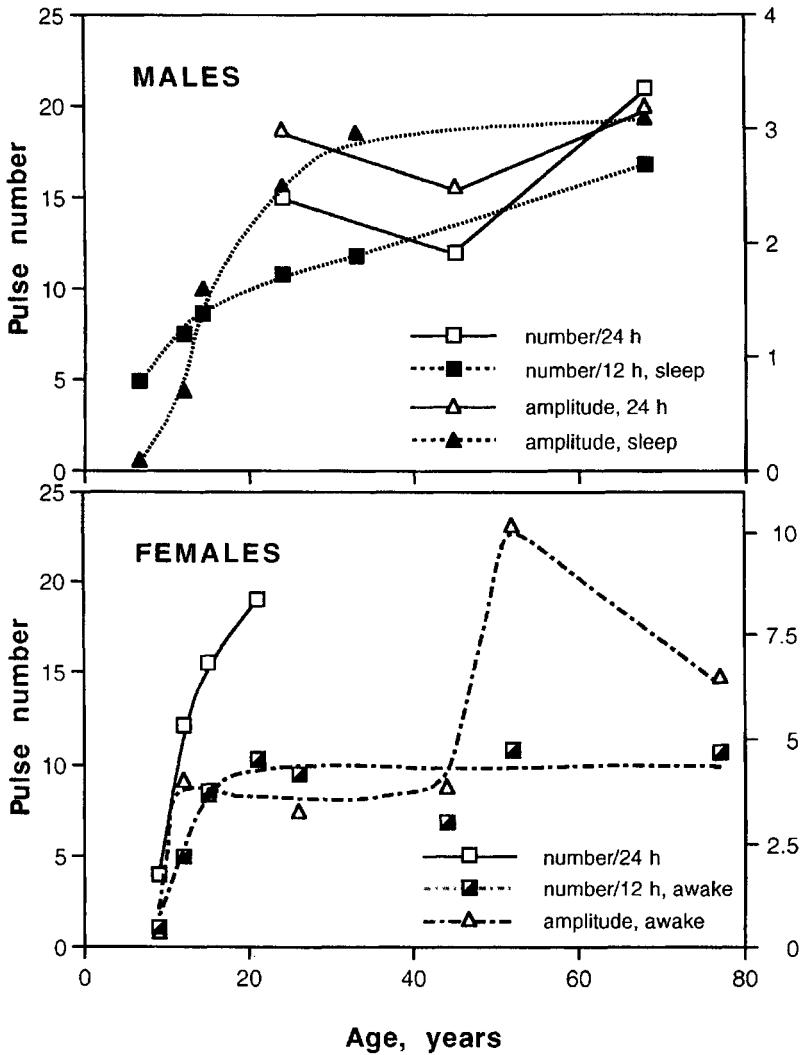 25
4
MALES
20
3
15
2
10
1
5
0
0
Pulse number
number/24 h
number/12 h, sleep
amplitude, 24 h
amplitude, sleep
25
FEMALES
10
20
7.5
15
5
10
2.5
5
0
0
Pulse number
number/24 h
number/12 h, awake
amplitude, awake
0
20
40
60
80
Age, years